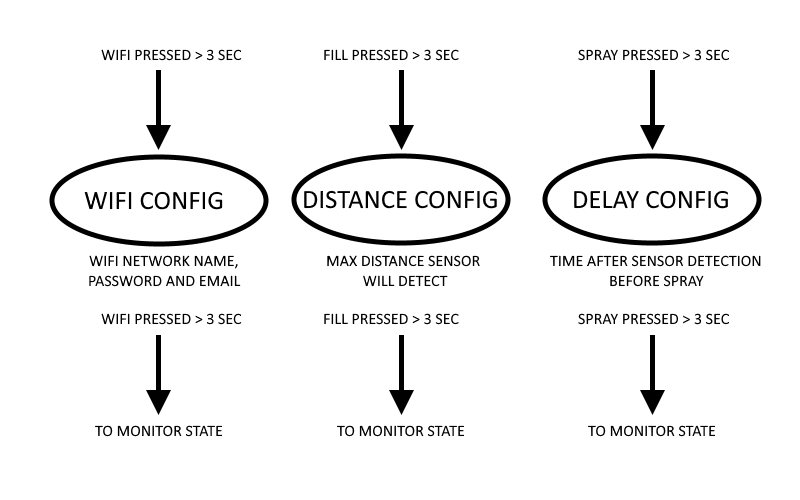 WIFI PRESSED > 3 SEC
FILL PRESSED > 3 SEC
SPRAY PRESSED > 3 SEC
WIFI CONFIG
DISTANCE CONFIG
DELAY CONFIG
WIFI NETWORK NAME,
PASSWORD AND EMAIL
MAX DISTANCE SENSOR
WILL DETECT
TIME AFTER SENSOR DETECTION
BEFORE SPRAY
WIFI PRESSED > 3 SEC
FILL PRESSED > 3 SEC
SPRAY PRESSED > 3 SEC
TO MONITOR STATE
TO MONITOR STATE
TO MONITOR STATE